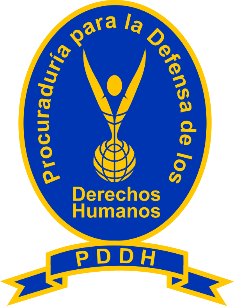 Procuraduría para la Defensa de los
Derechos
Humanos
PDDH